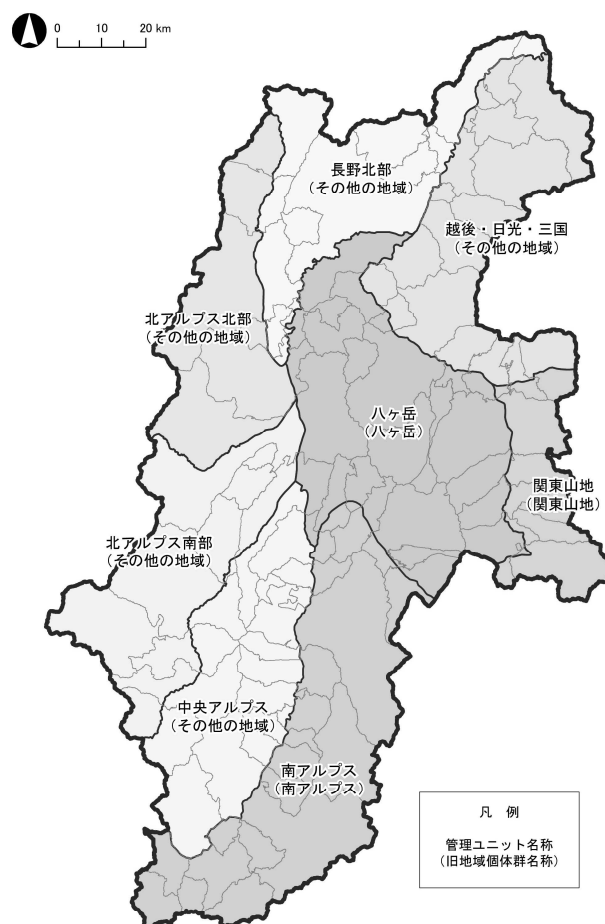 0 10 20 km
長野北部
(その他の地域)
越後・日光・三国
(その他の地域)
北アルプス北部
(その他の地域)
八ヶ岳
(八ヶ岳)
関東山地
(関東山地)
北アルプス南部
(その他の地域)
中央アルプス
(その他の地域)
南アルプス
(南アルプス)
凡 例
管理ユニット名称
(旧地域個体群名称)